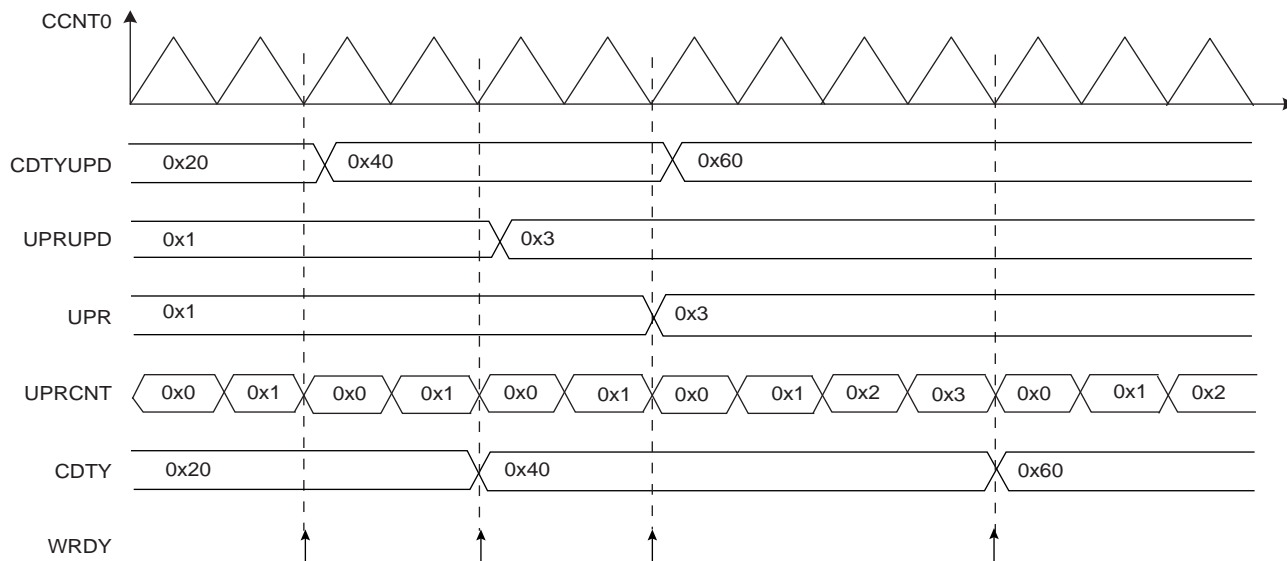 CCNT0
CDTYUPD 0x20 0x40 0x60
UPRUPD 0x1 0x3
UPR 0x1 0x3
UPRCNT 0x0 0x1 0x0 0x1 0x0 0x1 0x0 0x1 0x2 0x3 0x0 0x1 0x2
CDTY 0x20 0x40 0x60
WRDY